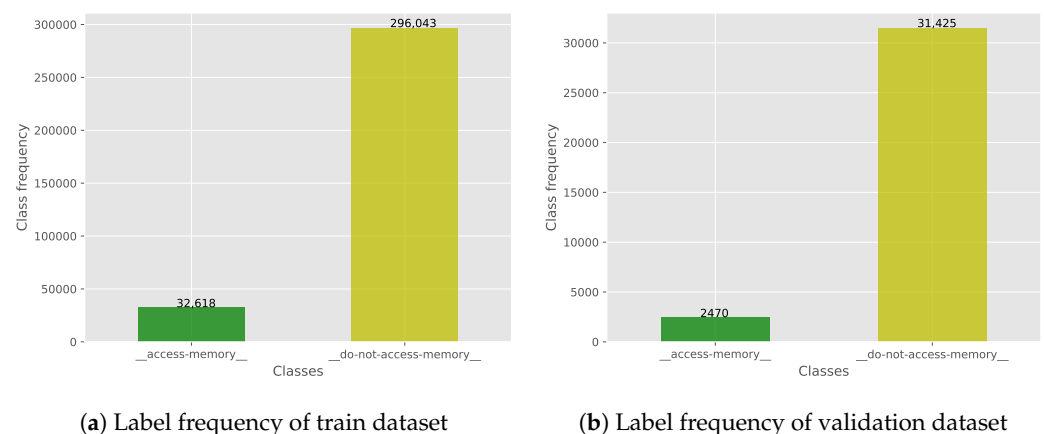 300000
250000
200000
150000
100000
50000
0
Class frequency
32,618
296,043
__access-memory__
__do-not-access-memory__
Classes
(a) Label frequency of train dataset
30000
25000
20000
15000
10000
5000
0
Class frequency
2470
31,425
__access-memory__
__do-not-access-memory__
Classes
(b) Label frequency of validation dataset